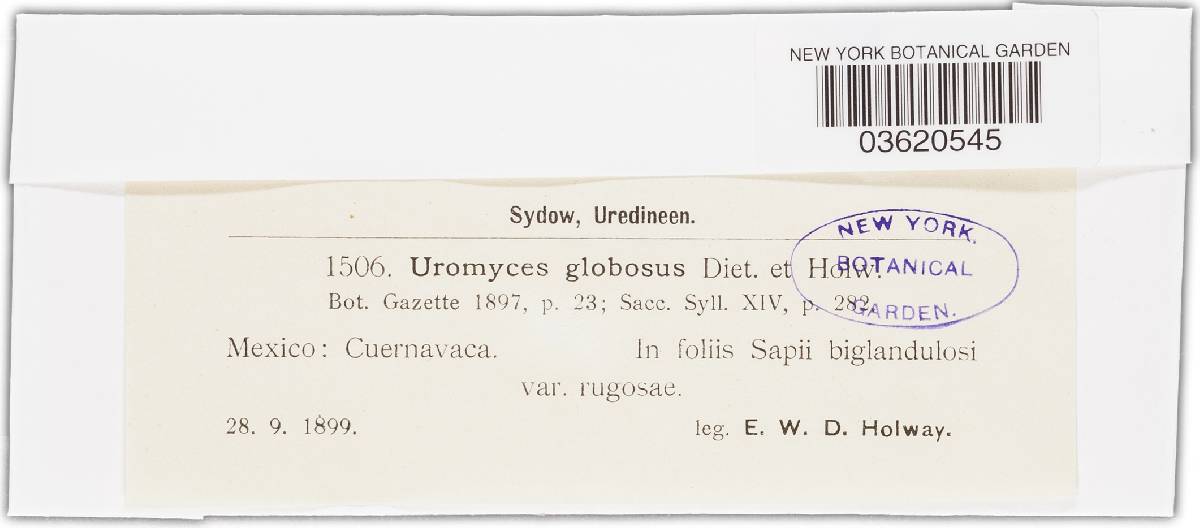 NEW YORK BOTANICAL GARDEN
03620545
Sydow, Uredineen.
NEW YORK.
BOTANICAL
GARDEN.
1506. Uromyces globosus Diet. et Holw.
Bot. Gazette 1897, p. 23; Sacc. Syll. XIV, p. 282.
Mexico: Cuernavaca. In foliis Sapii biglandulosi
var. rugosae.
28. 9. 1899. leg. E. W. D. Holway.